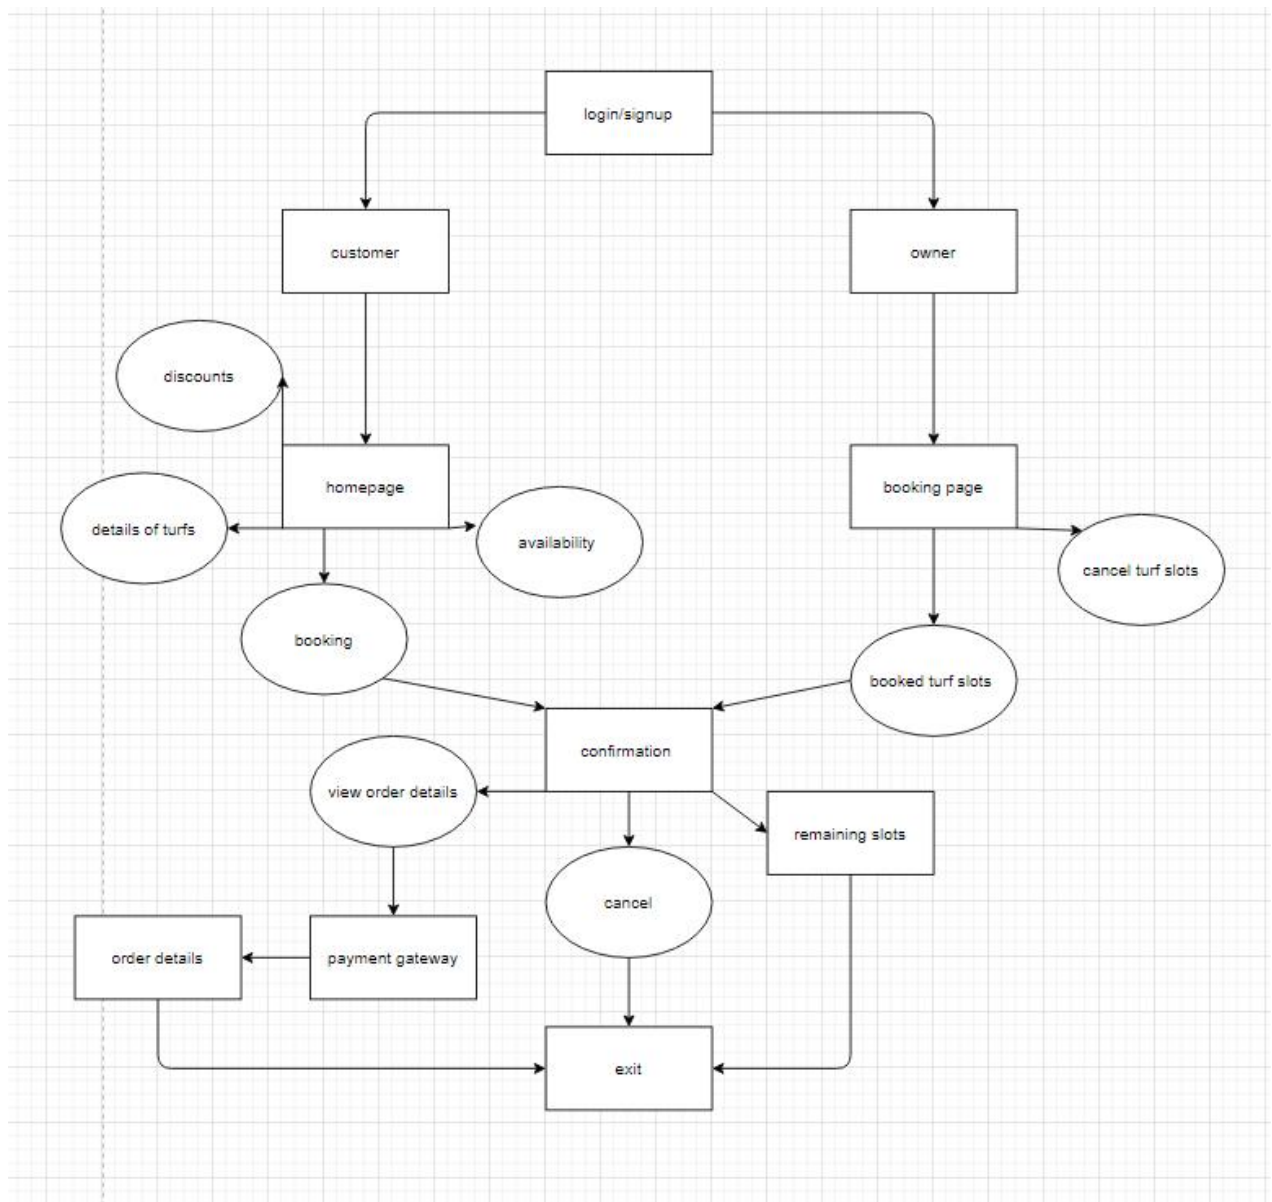 login/signup
customer
owner
discounts
homepage
booking page
details of turfs
availability
cancel turf slots
booking
booked turf slots
confirmation
view order details
remaining slots
cancel
order details
payment gateway
exit